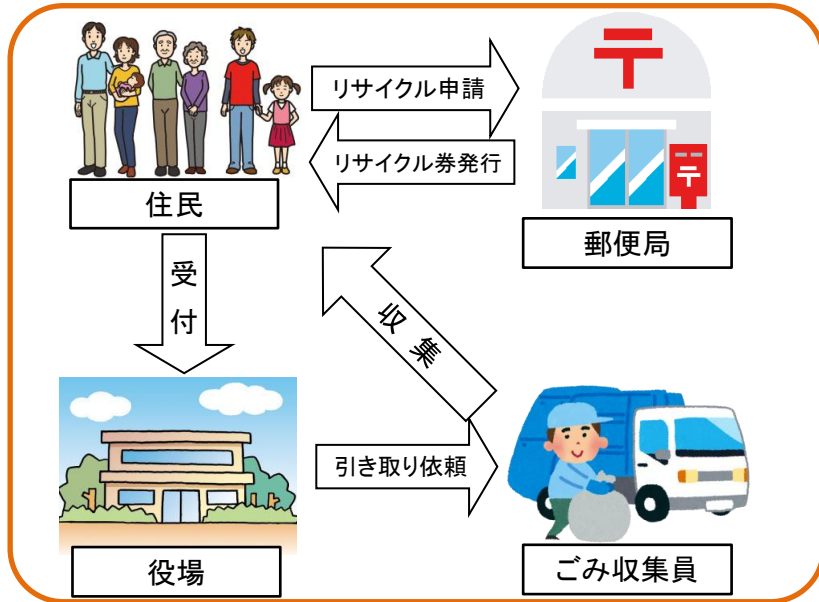 リサイクル申請
リサイクル券発行
住民
郵便局
受付
収集
引き取り依頼
役場
ごみ収集員